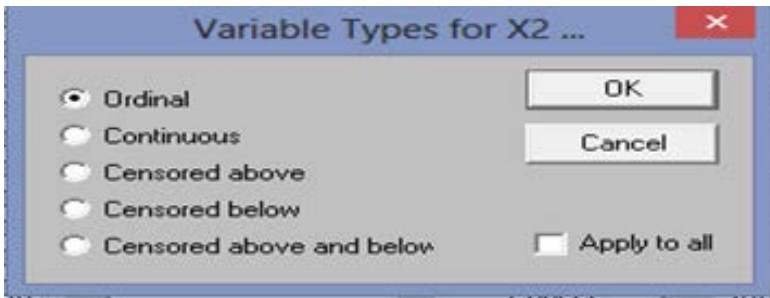 Variable Types for X2 ...
Ordinal
Continuous
Censored above
Censored below
Censored above and below
OK
Cancel
Apply to all